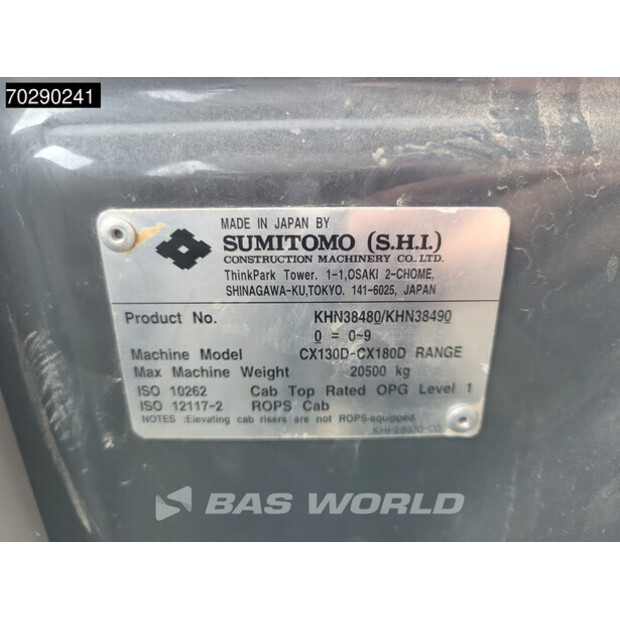 70290241
MADE IN JAPAN BY
SUMITOMO (S.H.I.)
CONSTRUCTION MACHINERY CO.,LTD.
ThinkPark Tower. 1-1,OSAKI 2-CHOME,
SHINAGAWA-KU,TOKYO. 141-6025, JAPAN
Product No. KHN38480/KHN38490
0 = 0~9
Machine Model CX130D-CX180D RANGE
Max Machine Weight 20500 kg
ISO 10262 Cab Top Rated OPG Level 1
ISO 12117-2 ROPS Cab
NOTES :Elevating cab risers are not ROPS-equipped.
BAS WORLD